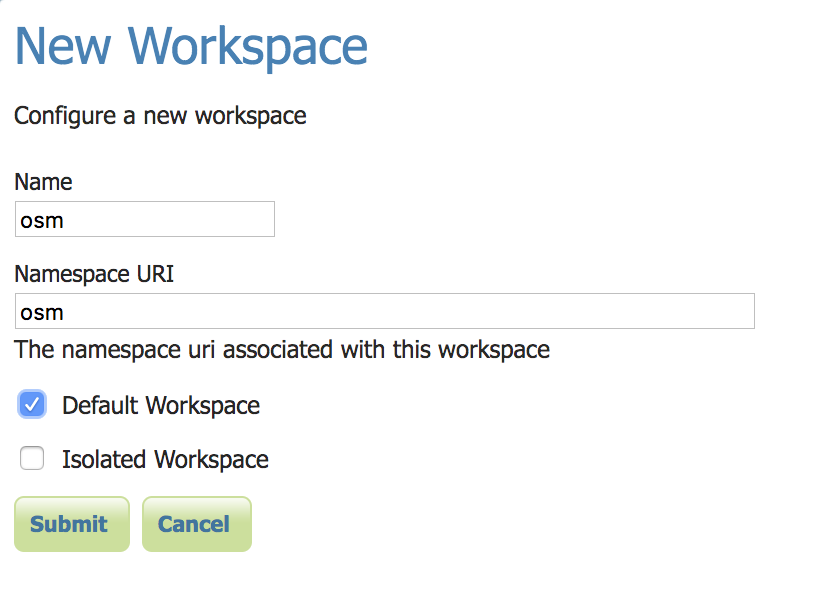 New Workspace
Configure a new workspace
Name
osm
Namespace URI
osm
The namespace uri associated with this workspace
Default Workspace
Isolated Workspace
Submit Cancel